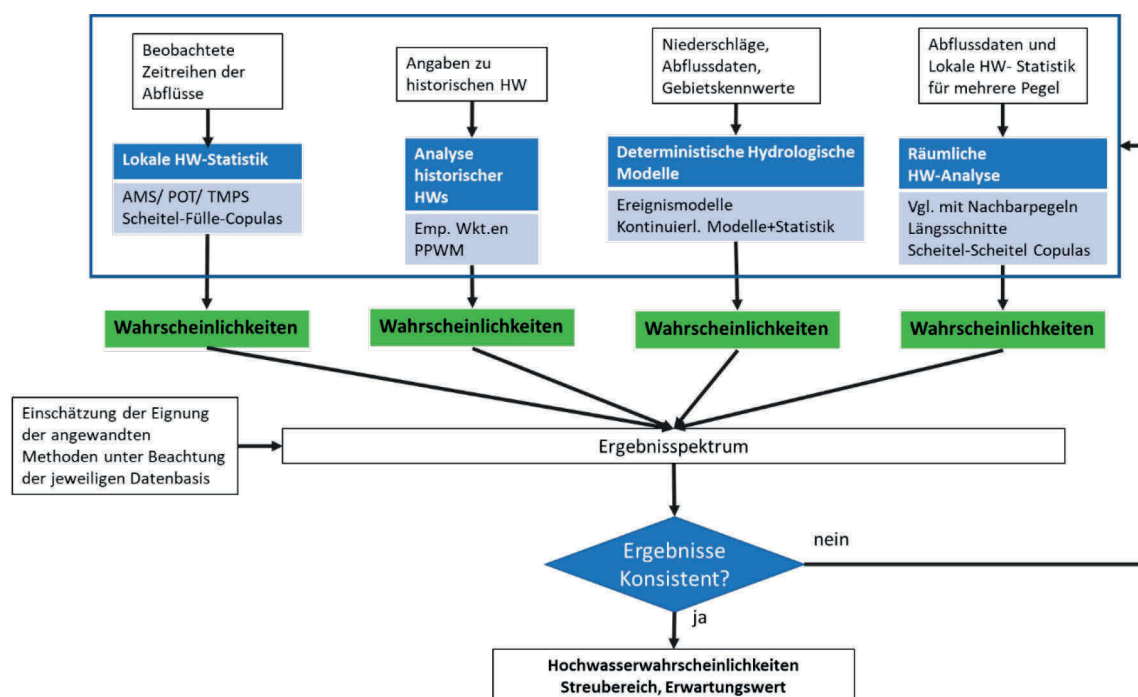 Beobachtete
Zeitreihen der
Abflüsse
Angaben zu
historischen HW
Niederschläge,
Abflussdaten,
Gebietskennwerte
Abflussdaten und
Lokale HW- Statistik
für mehrere Pegel
Lokale HW-Statistik
AMS/ POT/ TMPS
Scheitel-Fülle-Copulas
Analyse
historischer
HWs
Emp. Wkt.en
PPWM
Deterministische Hydrologische
Modelle
Ereignismodelle
Kontinuierl. Modelle+Statistik
Räumliche
HW-Analyse
Vgl. mit Nachbarpegeln
Längsschnitte
Scheitel-Scheitel Copulas
Wahrscheinlichkeiten
Wahrscheinlichkeiten
Wahrscheinlichkeiten
Wahrscheinlichkeiten
Einschätzung der Eignung
der angewandten
Methoden unter Beachtung
der jeweiligen Datenbasis
Ergebnisspektrum
Ergebnisse
Konsistent?
nein
ja
Hochwasserwahrscheinlichkeiten
Streubereich, Erwartungswert